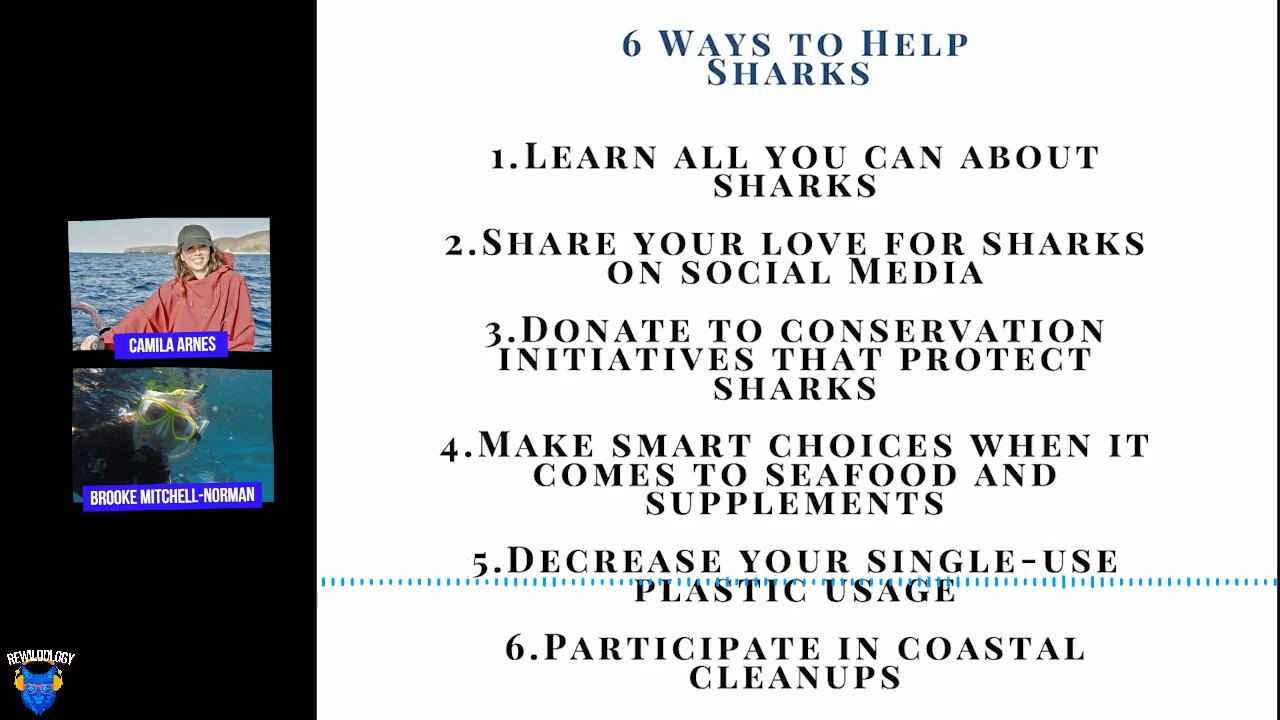 6 Ways to Help
Sharks
1.Learn all you can about
sharks
2.Share your love for sharks
on social Media
3.Donate to conservation
initiatives that protect
sharks
4.Make smart choices when it
comes to seafood and
supplements
5.Decrease your single-use
plastic usage
6.Participate in coastal
cleanups
CAMILA ARNES
BROOKE MITCHELL-NORMAN
REWILDOLOGY